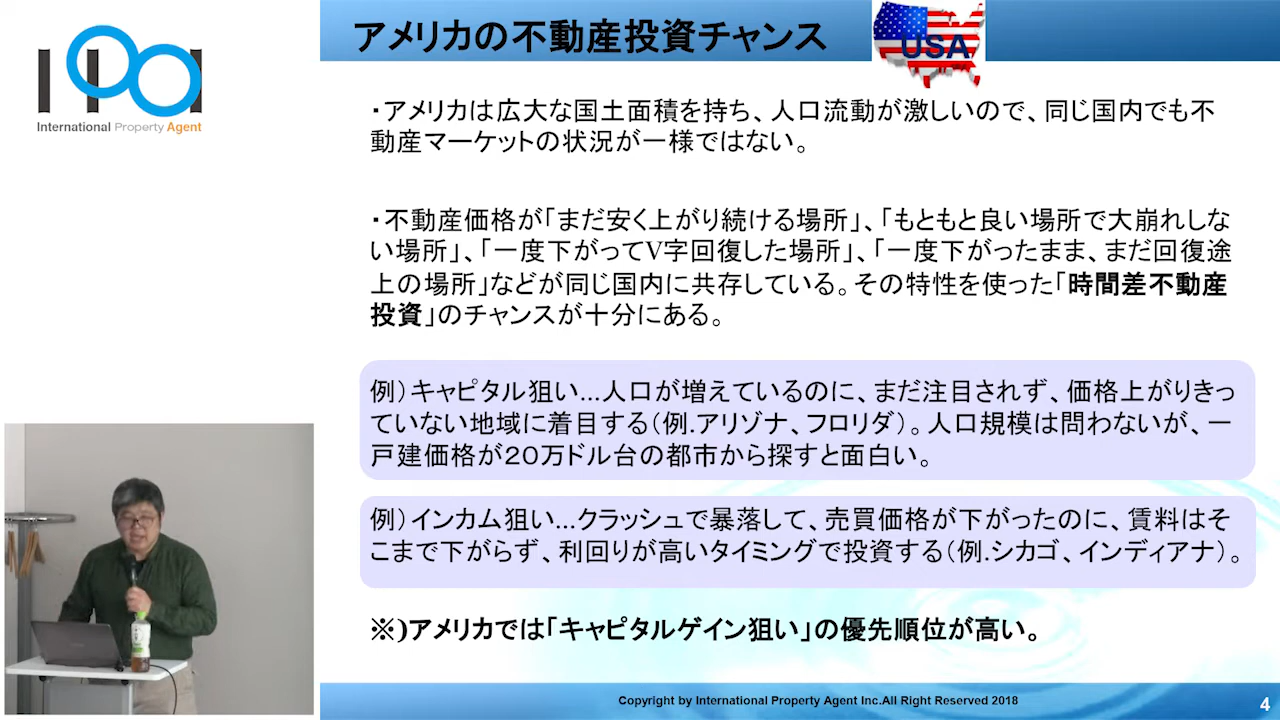 International Property Agent
アメリカの不動産投資チャンス
USA
・アメリカは広大な国土面積を持ち、人口流動が激しいので、同じ国内でも不
動産マーケットの状況が一様ではない。
・不動産価格が「まだ安く上がり続ける場所」、「もともと良い場所で大崩れしな
い場所」、「一度下がってV字回復した場所」、「一度下がったまま、まだ回復途
上の場所」などが同じ国内に共存している。その特性を使った「時間差不動産
投資」のチャンスが十分にある。
例）キャピタル狙い…人口が増えているのに、まだ注目されず、価格上がりきっ
ていない地域に着目する（例.アリゾナ、フロリダ）。人口規模は問わないが、一
戸建価格が２０万ドル台の都市から探すと面白い。
例）インカム狙い…クラッシュで暴落して、売買価格が下がったのに、賃料はそ
こまで下がらず、利回りが高いタイミングで投資する（例.シカゴ、インディアナ）。
※)アメリカでは「キャピタルゲイン狙い」の優先順位が高い。
Copyright by International Property Agent Inc.All Right Reserved 2018
4